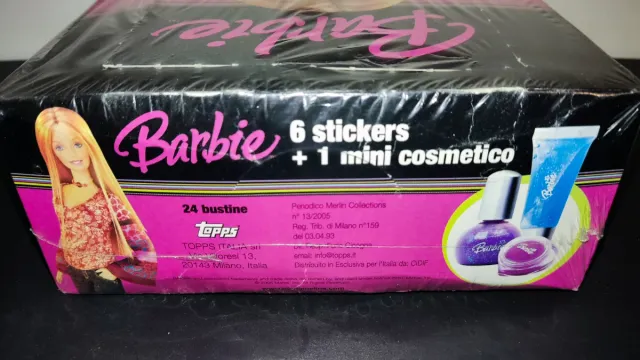 Barbie
Barbie
6 stickers
+ 1 mini cosmetico
24 bustine
Topps
TOPPS ITALIA srl
20143 Milano, Italia
Periodico Merlin Collections
n° 13/2005
Reg. Trib. di Milano n°159
del 03.04.93
email: info@topps.it
Distribuito in Esclusiva per l'Italia da:
Barbie
Barbie